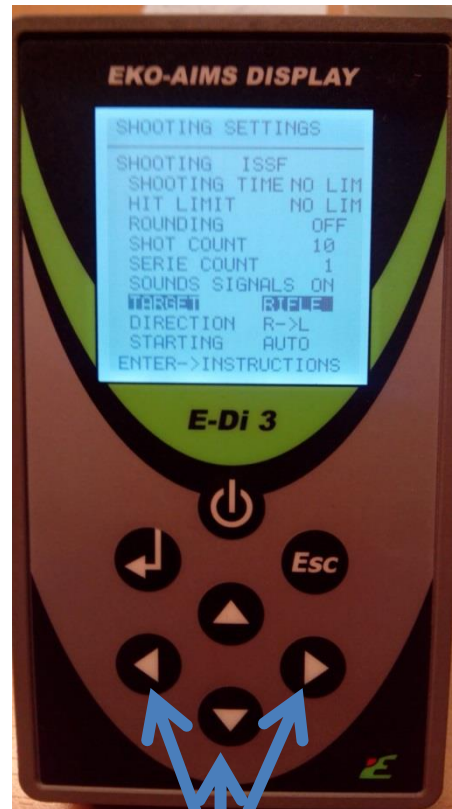 EKO-AIMS DISPLAY
SHOOTING SETTINGS
SHOOTING ISSF
SHOOTING TIME NO LIM
HIT LIMIT NO LIM
ROUNDING OFF
SHOT COUNT 10
SERIE COUNT 1
SOUNDS SIGNALS ON
TARGET RIFLE
DIRECTION R->L
STARTING AUTO
ENTER->INSTRUCTIONS
E-Di 3
Esc
E